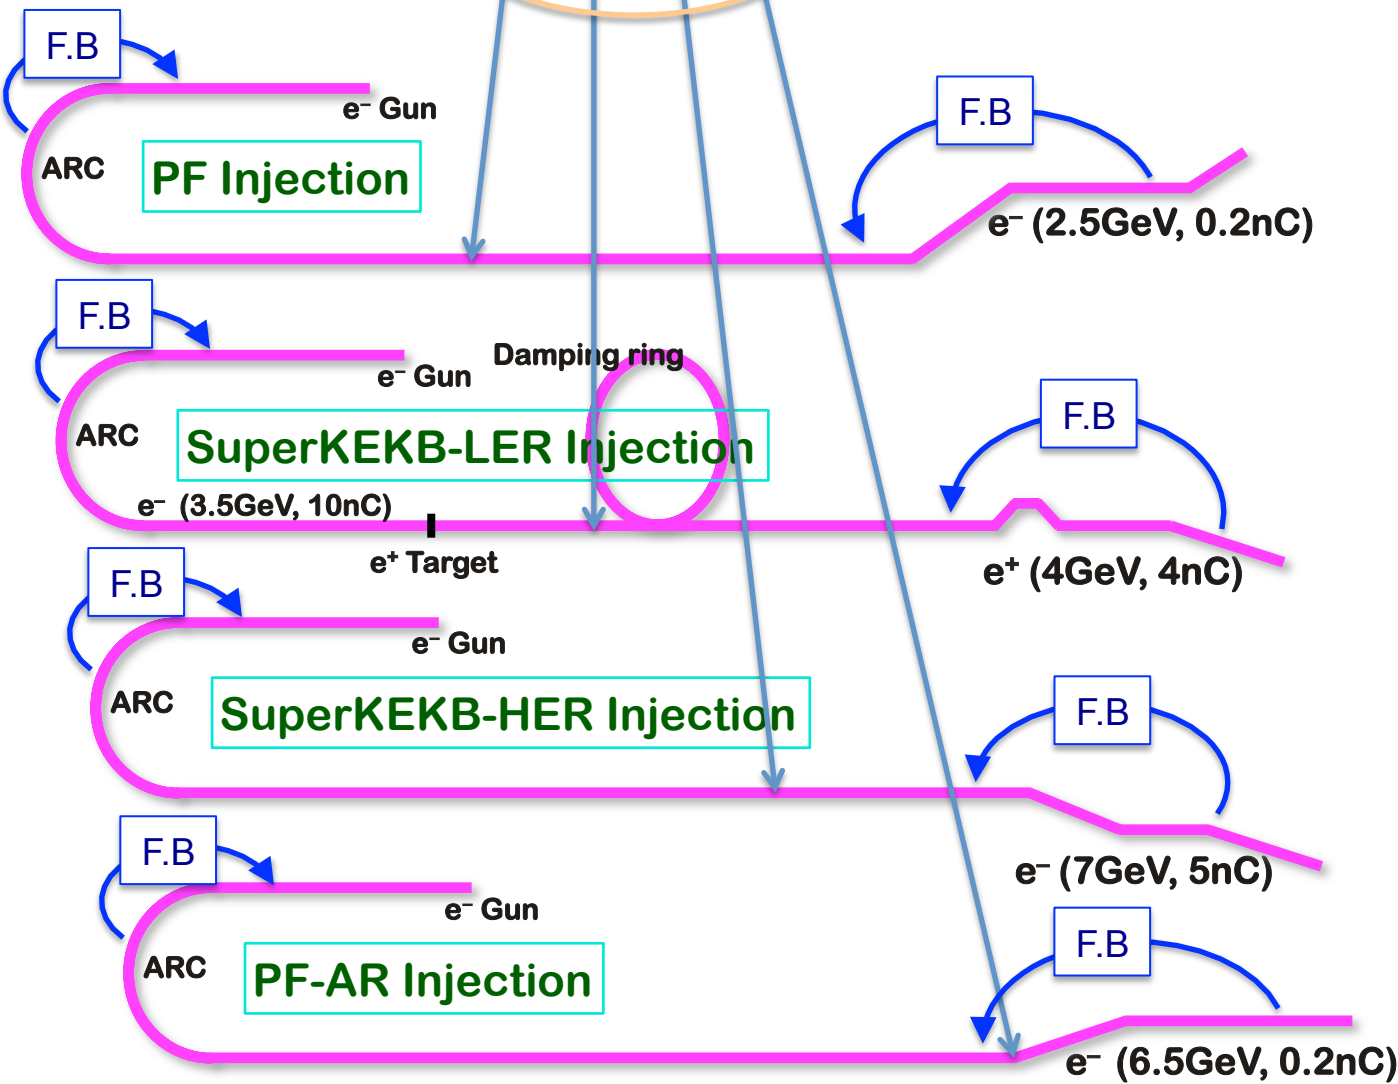 F.B
e⁻ Gun
F.B
ARC
PF Injection
e⁻ (2.5GeV, 0.2nC)
F.B
Damping ring
e⁻ Gun
F.B
ARC
SuperKEKB-LER Injection
e⁻ (3.5GeV, 10nC)
e⁺ Target
e⁺ (4GeV, 4nC)
F.B
e⁻ Gun
F.B
ARC
SuperKEKB-HER Injection
e⁻ (7GeV, 5nC)
F.B
e⁻ Gun
F.B
ARC
PF-AR Injection
e⁻ (6.5GeV, 0.2nC)